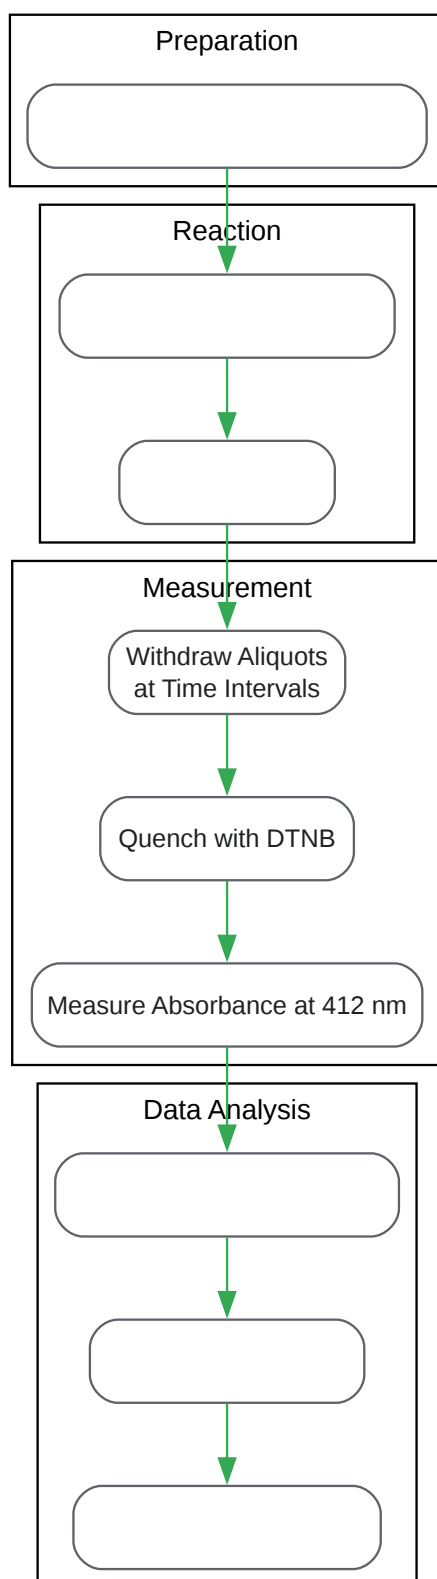 Preparation
Reaction
Measurement
Withdraw Aliquots
at Time Intervals
Quench with DTNB
Measure Absorbance at 412 nm
Data Analysis